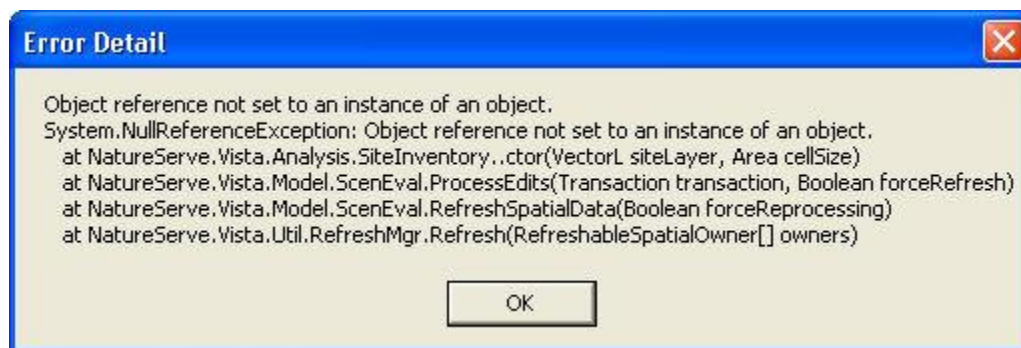 Error Detail
Object reference not set to an instance of an object.
System.NullReferenceException: Object reference not set to an instance of an object.
at NatureServe.Vista.Analysis.SiteInventory..ctor(VectorL siteLayer, Area cellSize)
at NatureServe.Vista.Model.ScenEval.ProcessEdits(Transaction transaction, Boolean forceRefresh)
at NatureServe.Vista.Model.ScenEval.RefreshSpatialData(Boolean forceReprocessing)
at NatureServe.Vista.Util.RefreshMgr.Refresh(RefreshableSpatialOwner[] owners)
OK